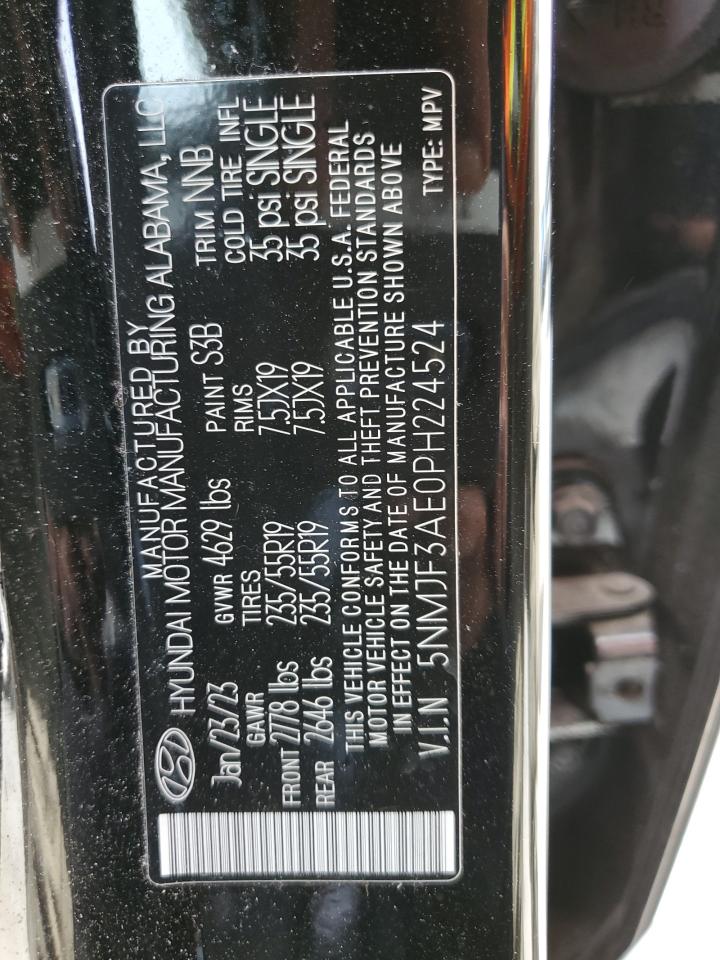 MANUFACTURED BY
HYUNDAI MOTOR MANUFACTURING ALABAMA, LLC
Jan/23/23 GVWR 4629 lbs PAINT S3B TRIM NNB
GAWR TIRES RIMS COLD TIRE INFL
FRONT 2778 lbs 235/55R19 7.5JX19 35 psi SINGLE
REAR 2646 lbs 235/55R19 7.5JX19 35 psi SINGLE
THIS VEHICLE CONFORMS TO ALL APPLICABLE U.S.A. FEDERAL
MOTOR VEHICLE SAFETY AND THEFT PREVENTION STANDARDS
IN EFFECT ON THE DATE OF MANUFACTURE SHOWN ABOVE
V.I.N 5NMJF3AE0PH224524 TYPE: MPV